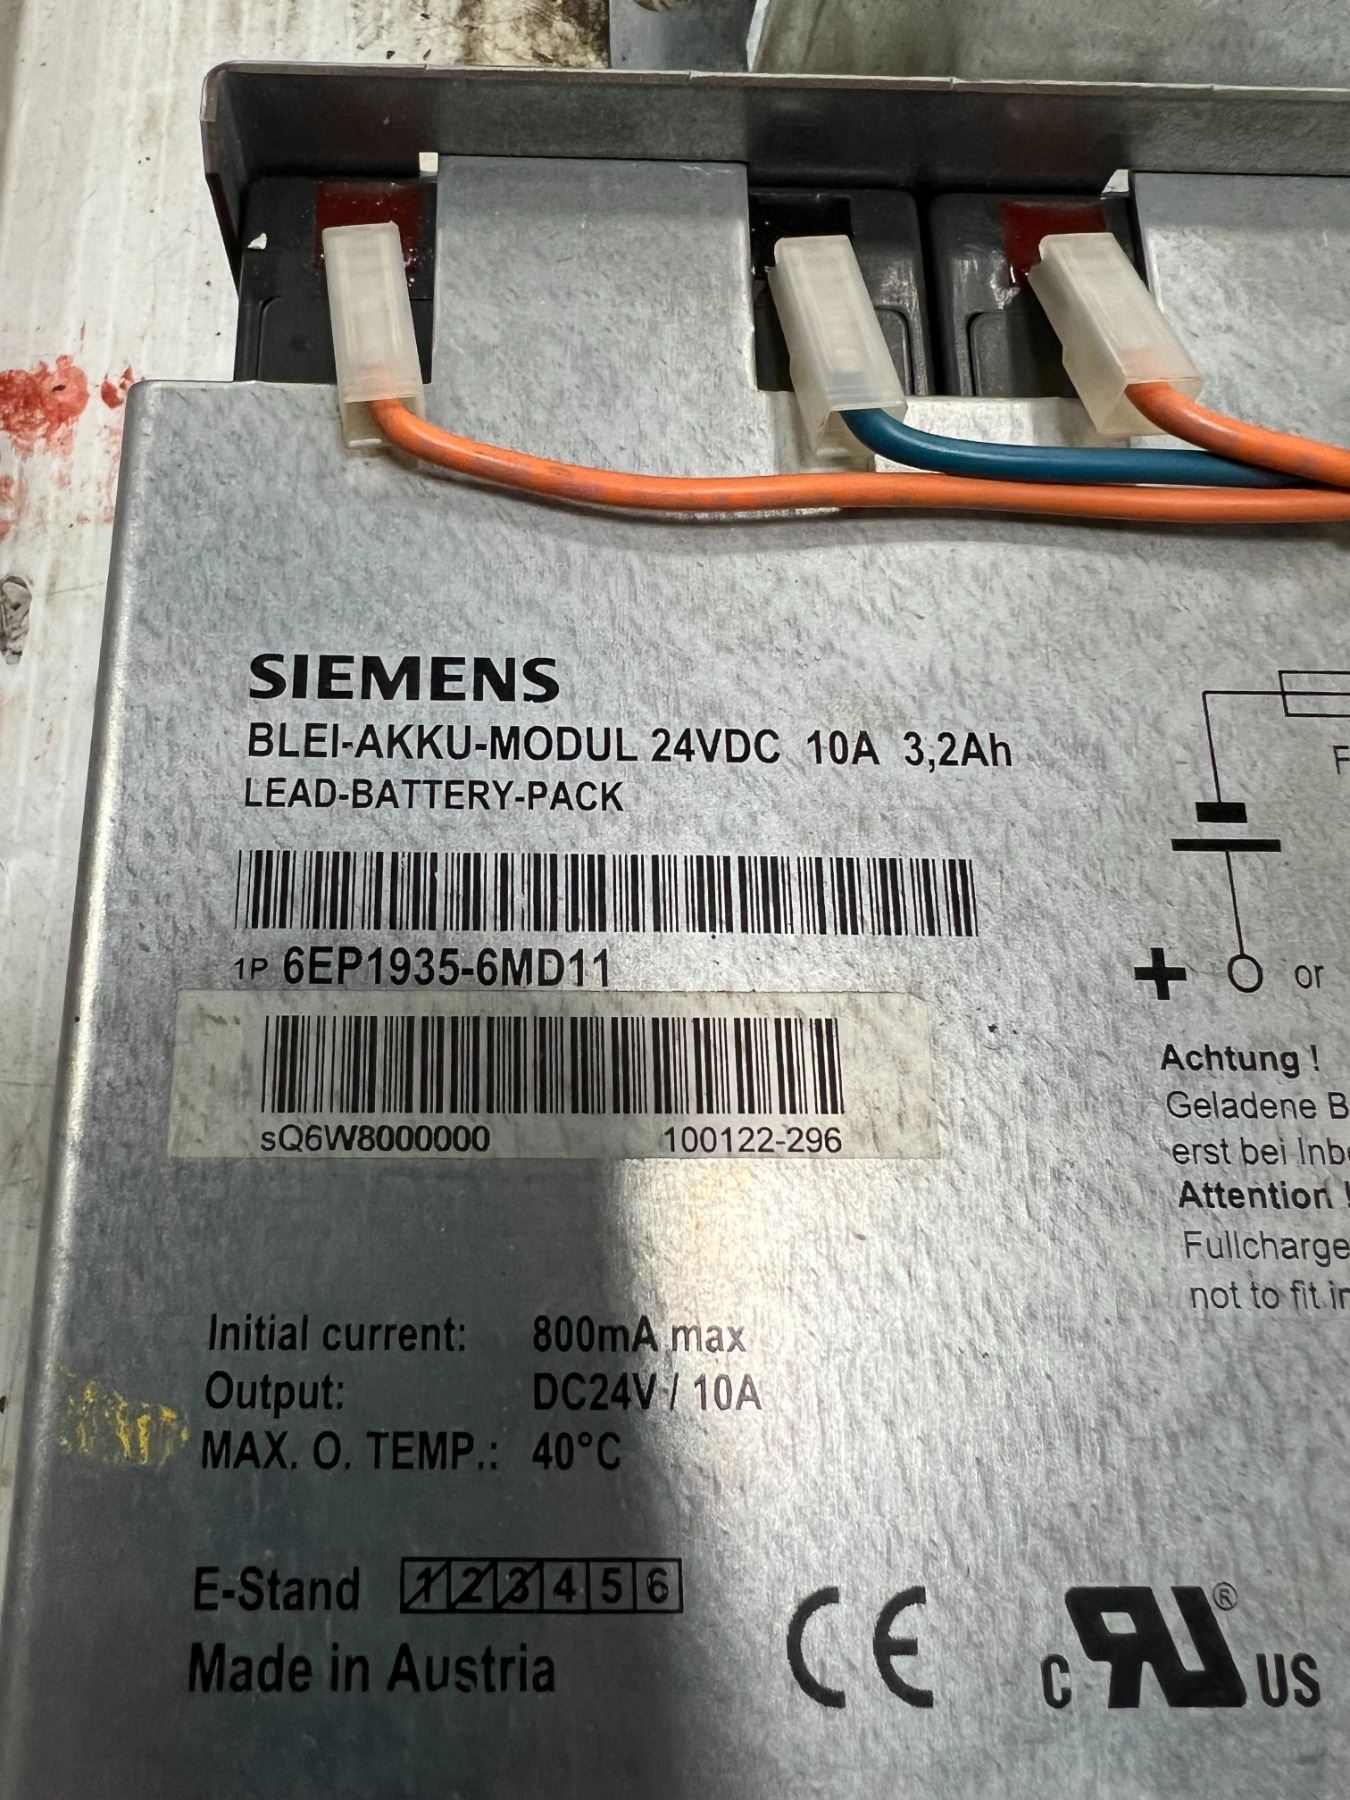 SIEMENS
BLEI-AKKU-MODUL 24VDC 10A 3,2Ah
LEAD-BATTERY-PACK
1P 6EP1935-6MD11
sQ6W8000000 100122-296
+ or
Achtung !
Geladene
erst bei
Attention !
Fullcharge
not to fit
Initial current: 800mA max
Output: DC24V / 10A
MAX. O. TEMP.: 40°C
E-Stand 1 2 3 4 5 6
Made in Austria
CE
c RU ® US